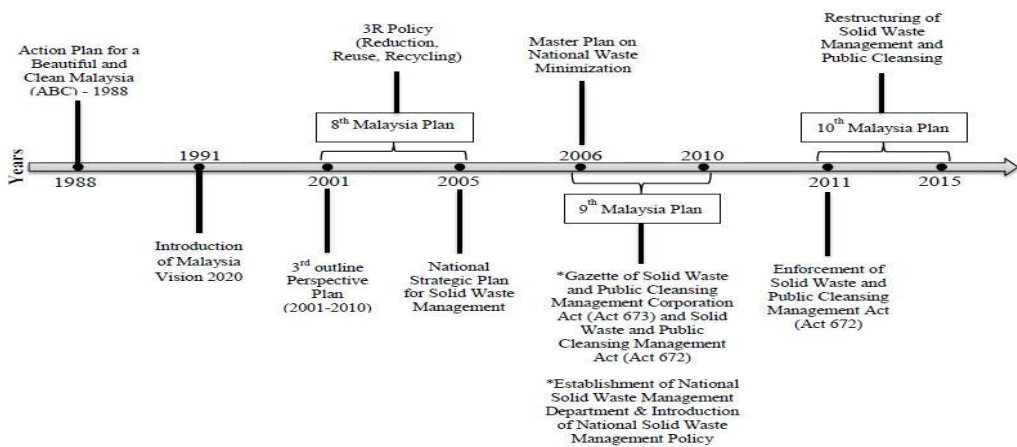 Action Plan for a
Beautiful and
Clean Malaysia
(ABC) - 1988
3R Policy
(Reduction,
Reuse, Recycling)
Master Plan on
National Waste
Minimization
Restructuring of
Solid Waste
Management and
Public Cleansing
8th Malaysia Plan
10th Malaysia Plan
Years
1988
1991
2001
2005
2006
2010
2011
2015
9th Malaysia Plan
Introduction
of Malaysia
Vision 2020
3rd outline
Perspective
Plan
(2001-2010)
National
Strategic Plan
for Solid Waste
Management
*Gazette of Solid Waste
and Public Cleansing
Management Corporation
Act (Act 673) and Solid
Waste and Public
Cleansing Management
Act (Act 672)
*Establishment of National
Solid Waste Management
Department & Introduction
of National Solid Waste
Management Policy
Enforcement of
Solid Waste and
Public Cleansing
Management Act
(Act 672)